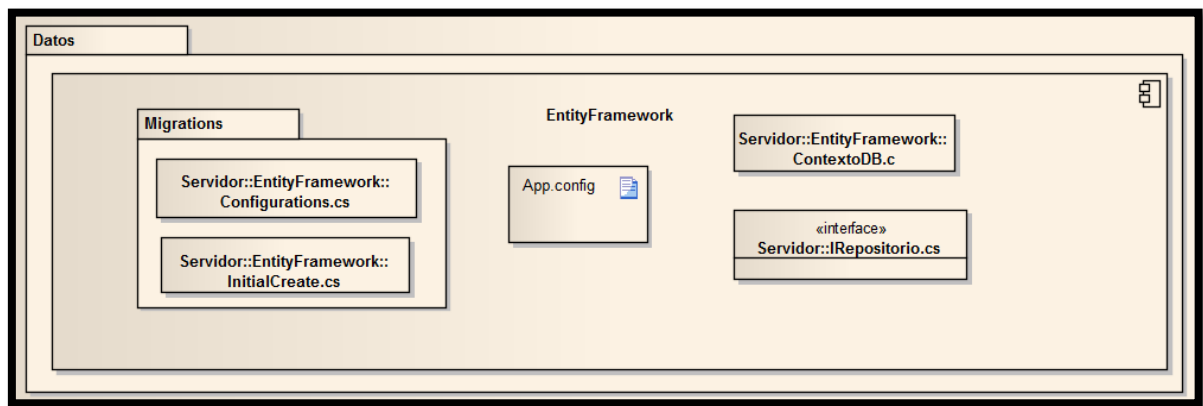 Datos
EntityFramework
Migrations
Servidor::EntityFramework::
Configurations.cs
Servidor::EntityFramework::
InitialCreate.cs
App.config
Servidor::EntityFramework::
ContextoDB.c
«interface»
Servidor::IRepositorio.cs